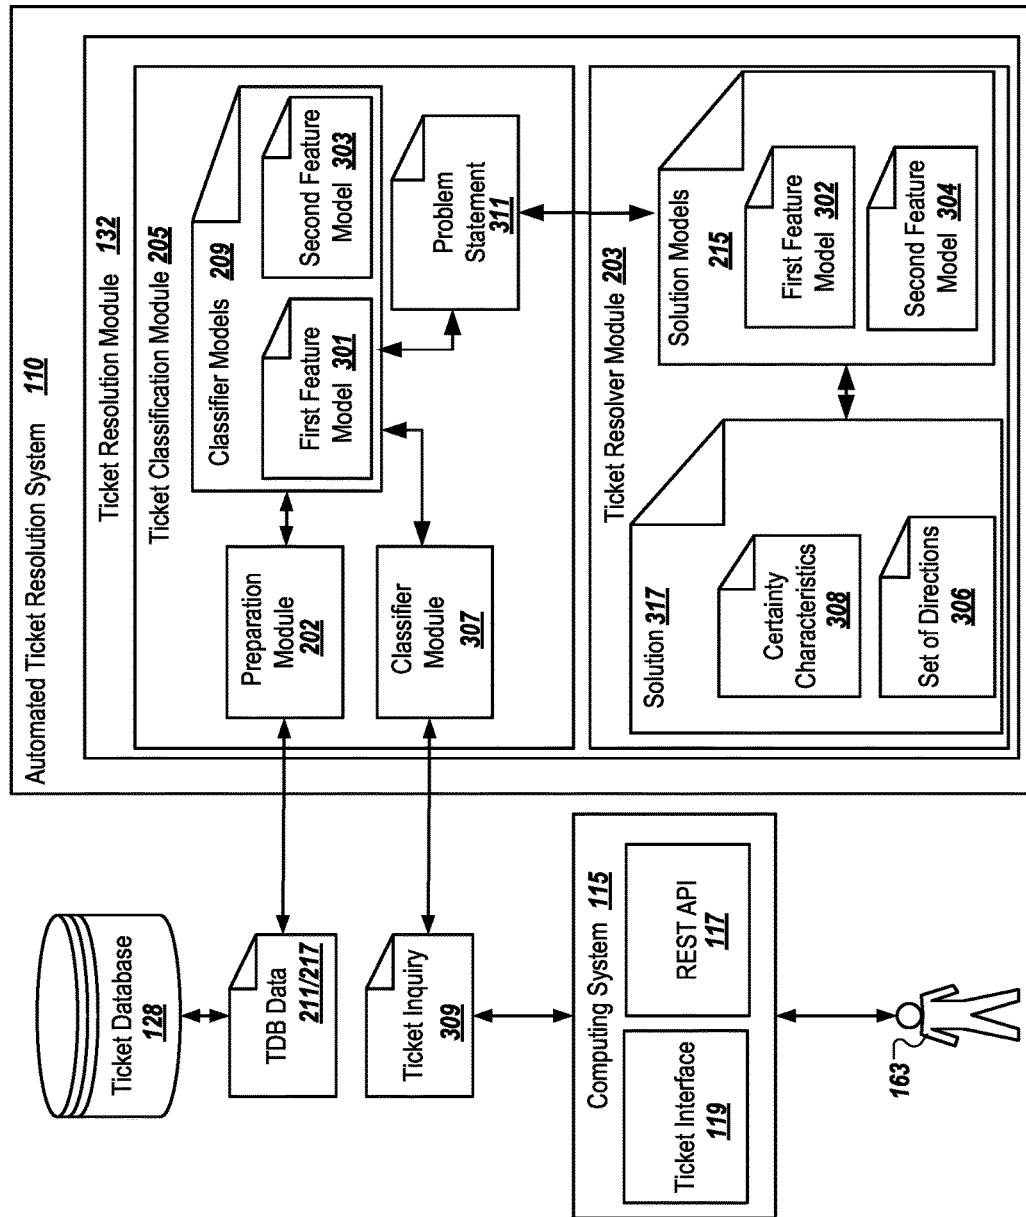 Automated Ticket Resolution System 110
Ticket Resolution Module 132
Ticket Classification Module 205
Ticket Database
128
TDB Data
211/217
Preparation
Module
202
Classifier Models
209
First Feature
Model 301
Second Feature
Model 303
Ticket Inquiry
309
Classifier
Module
307
Problem
Statement
311
Computing System 115
Ticket Interface
119
REST API
117
163
Ticket Resolver Module 203
Solution 317
Certainty
Characteristics
308
Set of Directions
306
Solution Models
215
First Feature
Model 302
Second Feature
Model 304